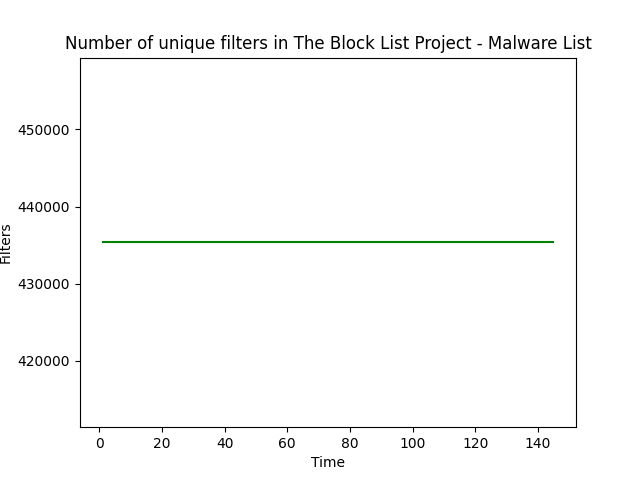 Number of unique filters in The Block List Project - Malware List
450000
440000
430000
420000
Filters
0 20 40 60 80 100 120 140
Time